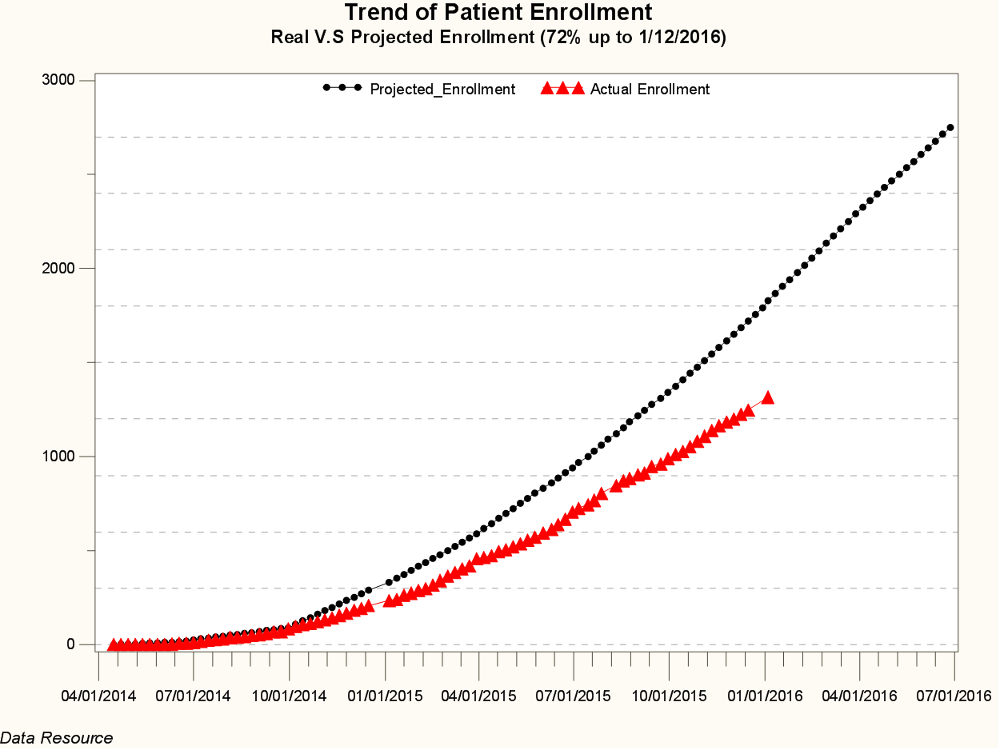 Trend of Patient Enrollment
Real V.S Projected Enrollment (72% up to 1/12/2016)
3000
Projected_Enrollment Actual Enrollment
2000
1000
0
04/01/2014 07/01/2014 10/01/2014 01/01/2015 04/01/2015 07/01/2015 10/01/2015 01/01/2016 04/01/2016 07/01/2016
Data Resource